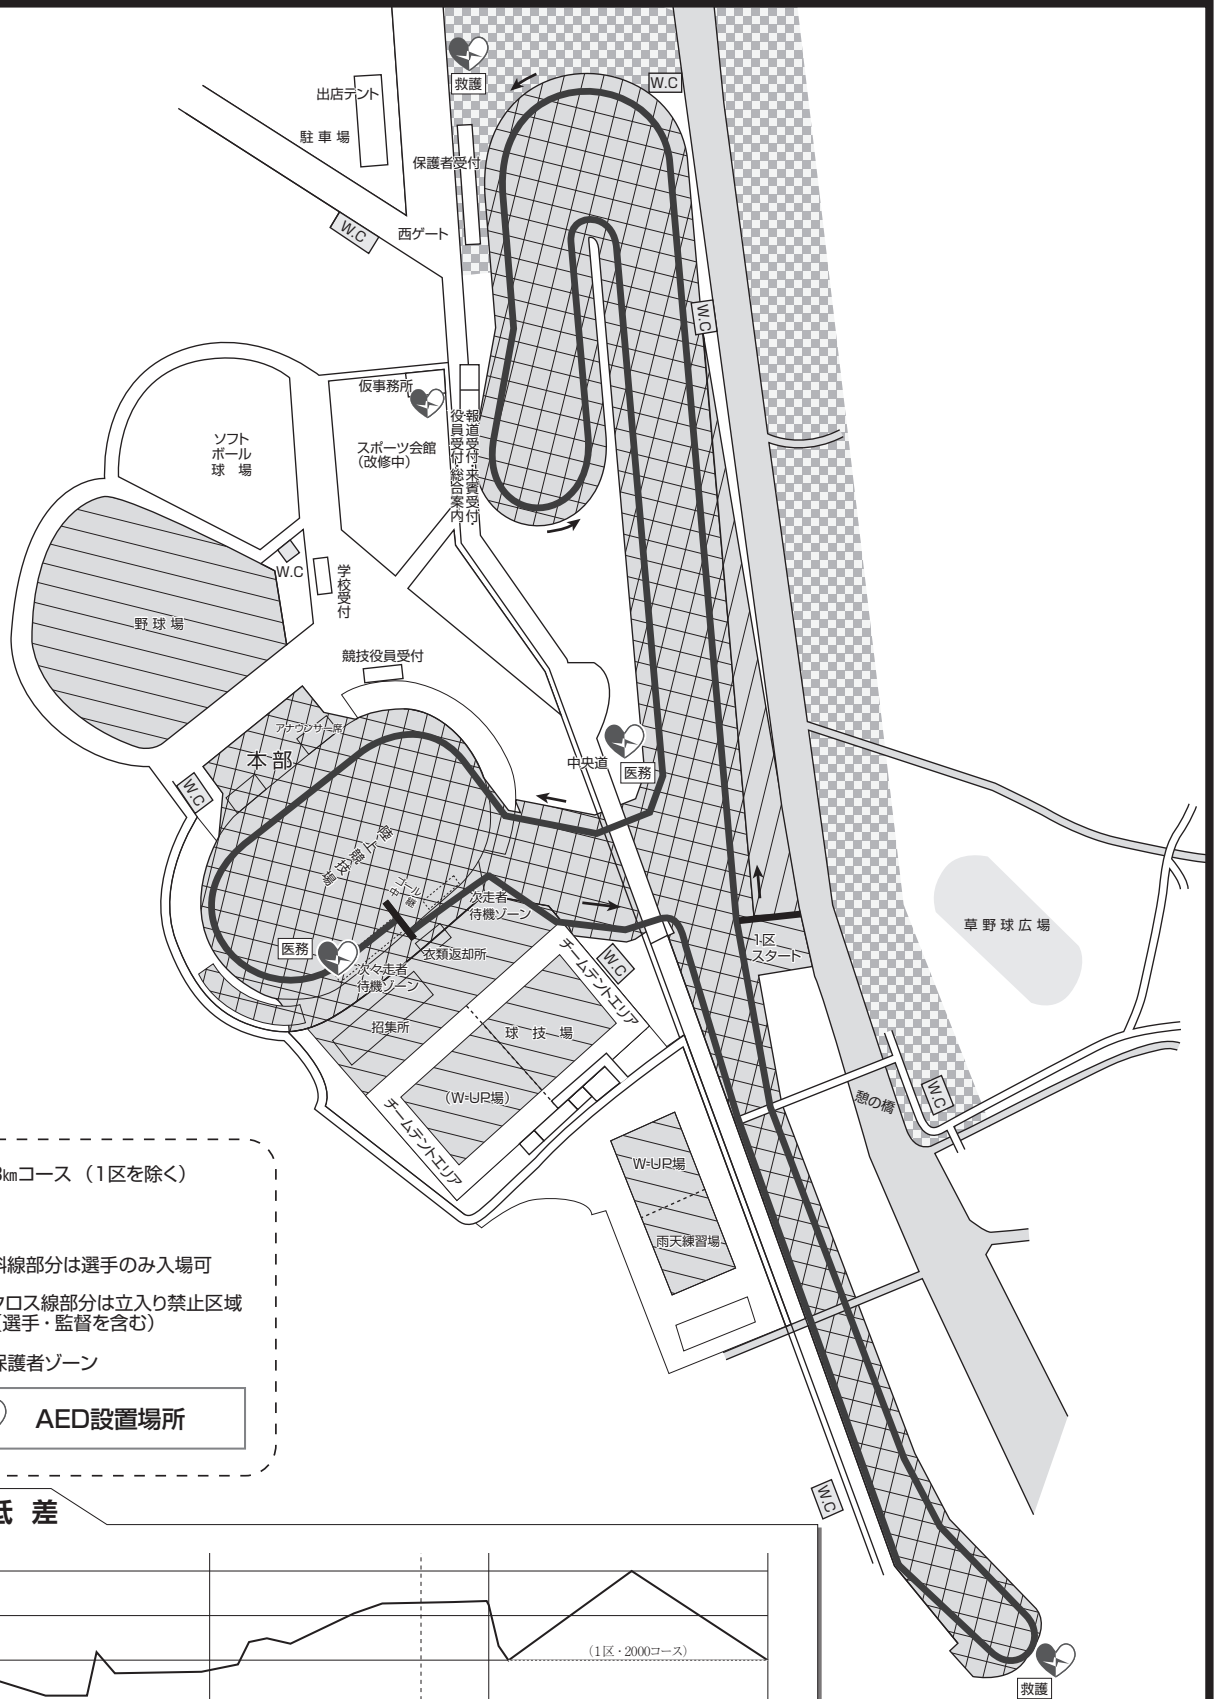 救護
W.C
出店テント
駐車場
保護者受付
W.C
西ゲート
W.C
仮事務所
報道受付・来賓受付・
役員受付・総合案内
スポーツ会館
(改修中)
ソフト
ボール
球場
W.C
学校受付
野球場
競技役員受付
アナウンサー席
本部
中央道
医務
W.C
陸上競技場
ゴール
中継
次走者
待機ゾーン
1区
スタート
草野球広場
医務
衣類返却所
次々走者
待機ゾーン
W.C
チームテントエリア
招集所
球技場
(W-UP場)
チームテントエリア
憩の橋
W.C
W-UP場
雨天練習場
3㎞コース(1区を除く)
斜線部分は選手のみ入場可
クロス線部分は立入り禁止区域
(選手・監督を含む)
保護者ゾーン
AED設置場所
W.C
低差
(1区・2000コース)
救護